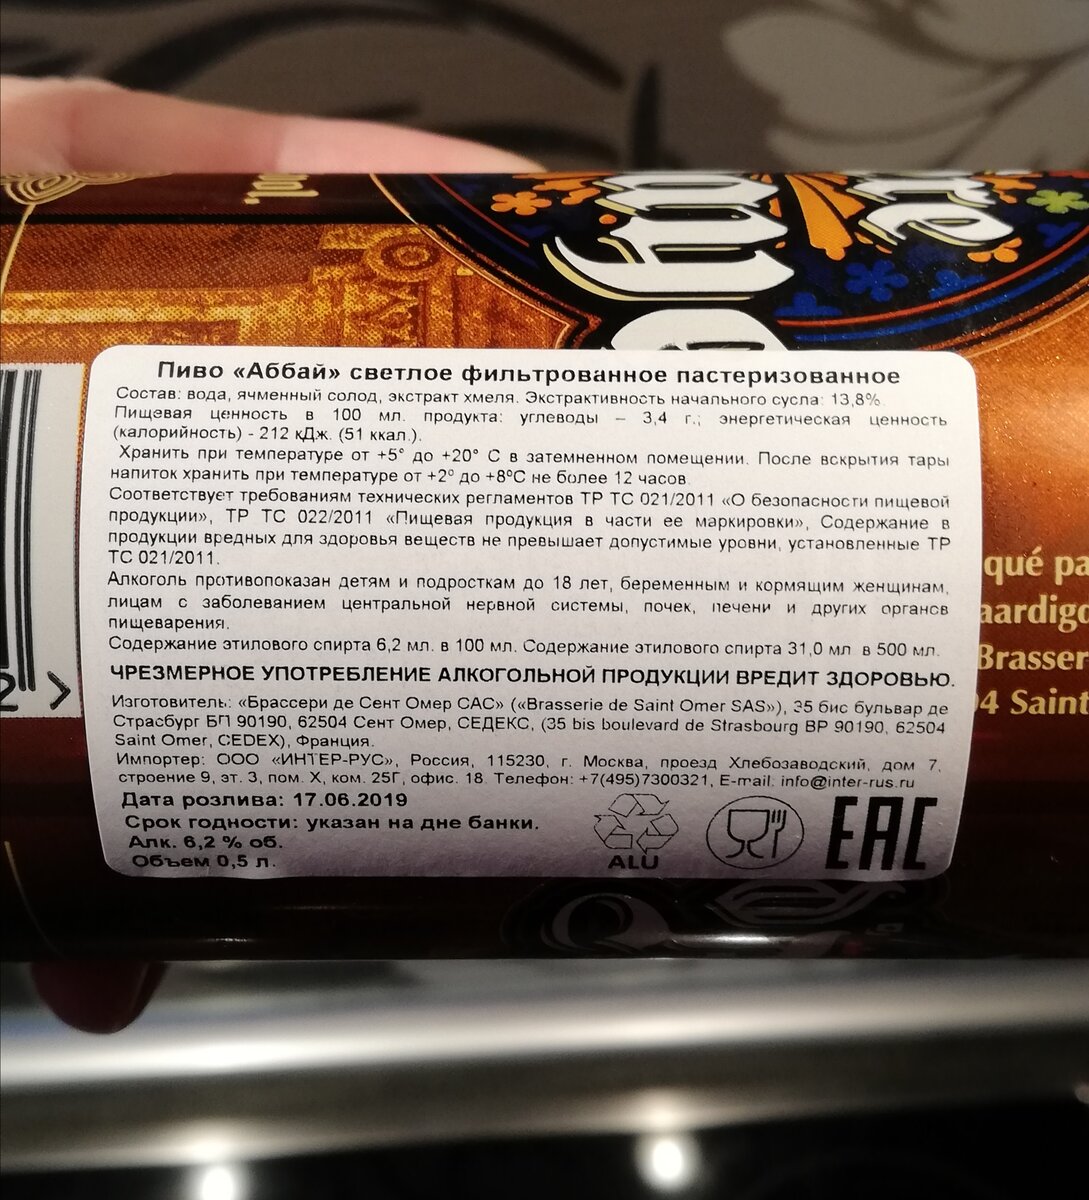 Пиво «Аббай» светлое фильтрованное пастеризованное
Состав: вода, ячменный солод, экстракт хмеля. Экстрактивность начального сусла: 13,8%.
Пищевая ценность в 100 мл. продукта: углеводы – 3,4 г.; энергетическая ценность
(калорийность) - 212 кДж. (51 ккал.).
Хранить при температуре от +5° до +20° С в затемненном помещении. После вскрытия тары
напиток хранить при температуре от +2° до +8°С не более 12 часов.
Соответствует требованиям технических регламентов ТР ТС 021/2011 «О безопасности пищевой
продукции», ТР ТС 022/2011 «Пищевая продукция в части ее маркировки», Содержание в
продукции вредных для здоровья веществ не превышает допустимые уровни, установленные ТР
ТС 021/2011.
Алкоголь противопоказан детям и подросткам до 18 лет, беременным и кормящим женщинам,
лицам с заболеванием центральной нервной системы, почек, печени и других органов
пищеварения.
Содержание этилового спирта 6,2 мл. в 100 мл. Содержание этилового спирта 31,0 мл в 500 мл.
ЧРЕЗМЕРНОЕ УПОТРЕБЛЕНИЕ АЛКОГОЛЬНОЙ ПРОДУКЦИИ ВРЕДИТ ЗДОРОВЬЮ.
Изготовитель: «Брассери де Сент Омер САС» («Brasserie de Saint Omer SAS»), 35 бис бульвар де
Страсбург БП 90190, 62504 Сент Омер, СЕДЕКС, (35 bis boulevard de Strasbourg BP 90190, 62504
Saint Omer, CEDEX), Франция.
Импортер: ООО «ИНТЕР-РУС», Россия, 115230, г. Москва, проезд Хлебозаводский, дом 7,
строение 9, эт. 3, пом. X, ком. 25Г, офис. 18. Телефон: +7(495)7300321, E-mail: info@inter-rus.ru
Дата розлива: 17.06.2019
Срок годности: указан на дне банки.
Алк. 6,2 % об.
Объем 0,5 л.
ALU
EAC
qué pa
aardigd
Brasser
04 Saint
2 >